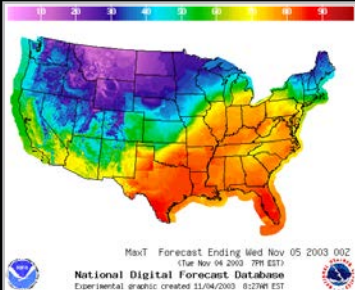 10 20 30 40 50 60 70 80 90
MaxT Forecast Ending Wed Nov 05 2003 00Z
(Tue Nov 04 2003 7PM EST)
National Digital Forecast Database
Experimental graphic created 11/04/2003 8:27AM EST